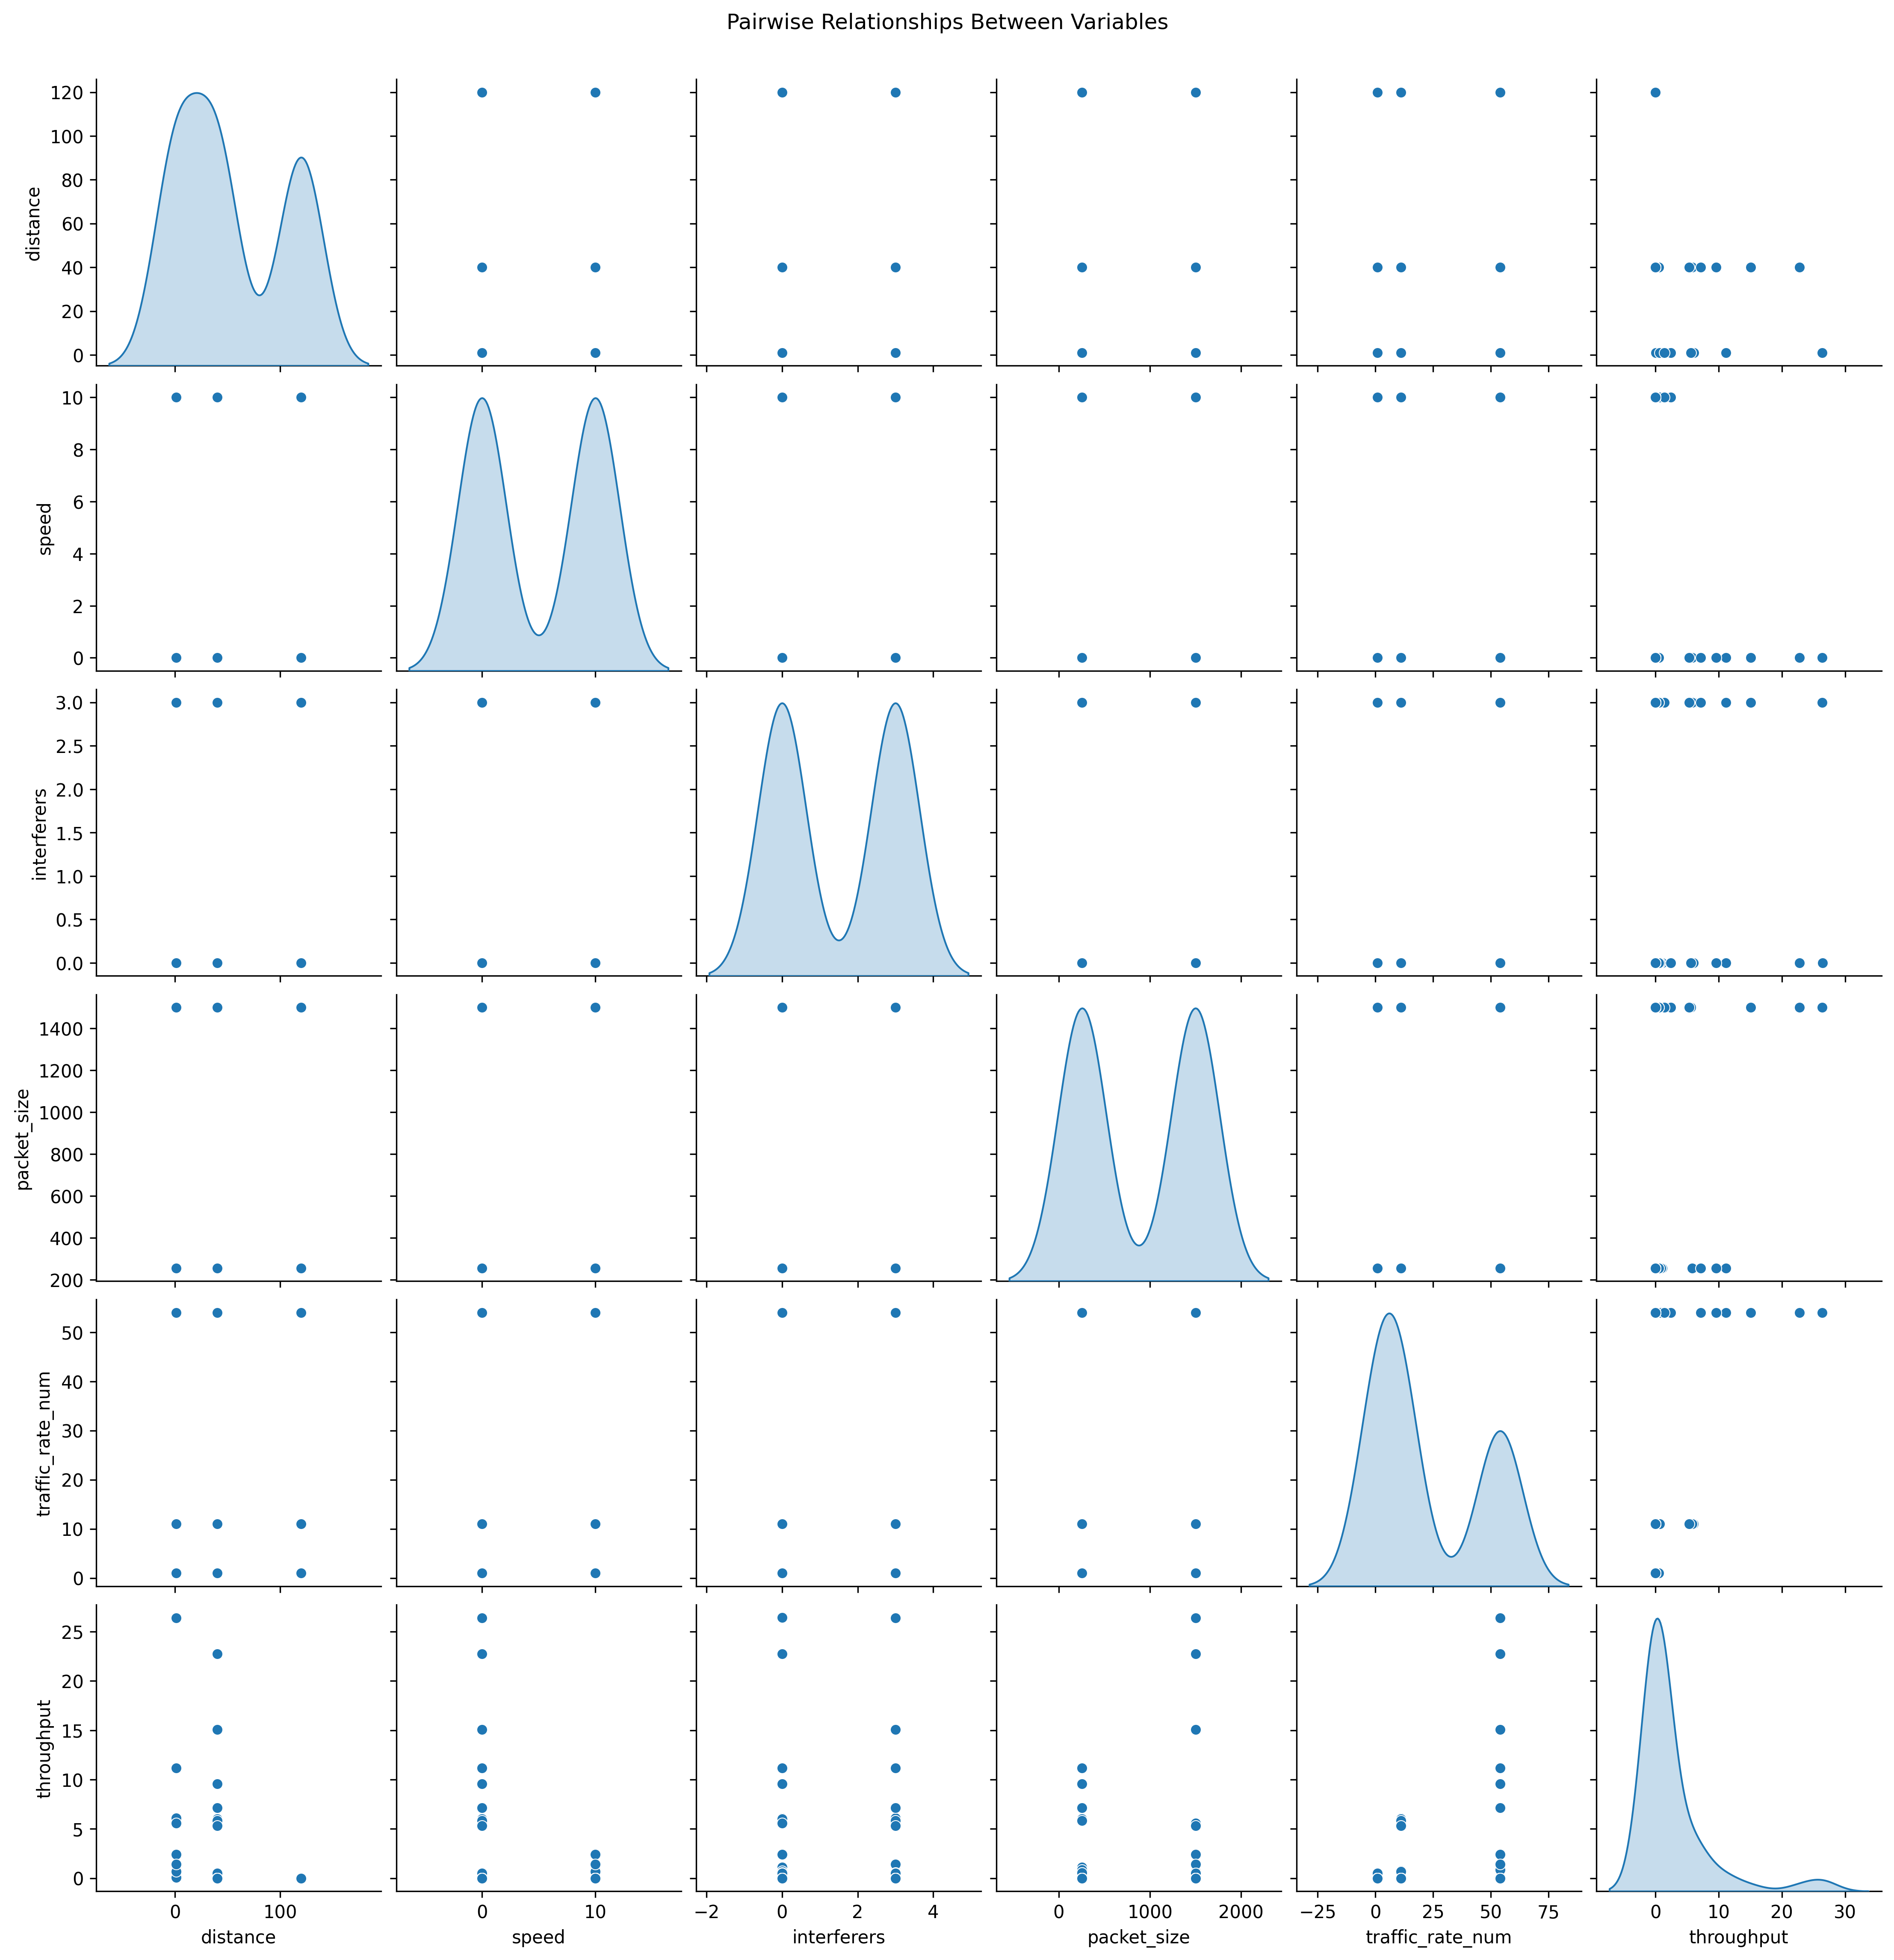 Pairwise Relationships Between Variables
120
100
80
60
40
20
0
distance
10
8
6
4
2
0
speed
3.0
2.5
2.0
1.5
1.0
0.5
0.0
interferers
1400
1200
1000
800
600
400
200
packet_size
50
40
30
20
10
0
traffic_rate_num
25
20
15
10
5
0
throughput
0 100
distance
0 10
speed
−2 0 2 4
interferers
0 1000 2000
packet_size
−25 0 25 50 75
traffic_rate_num
0 10 20 30
throughput